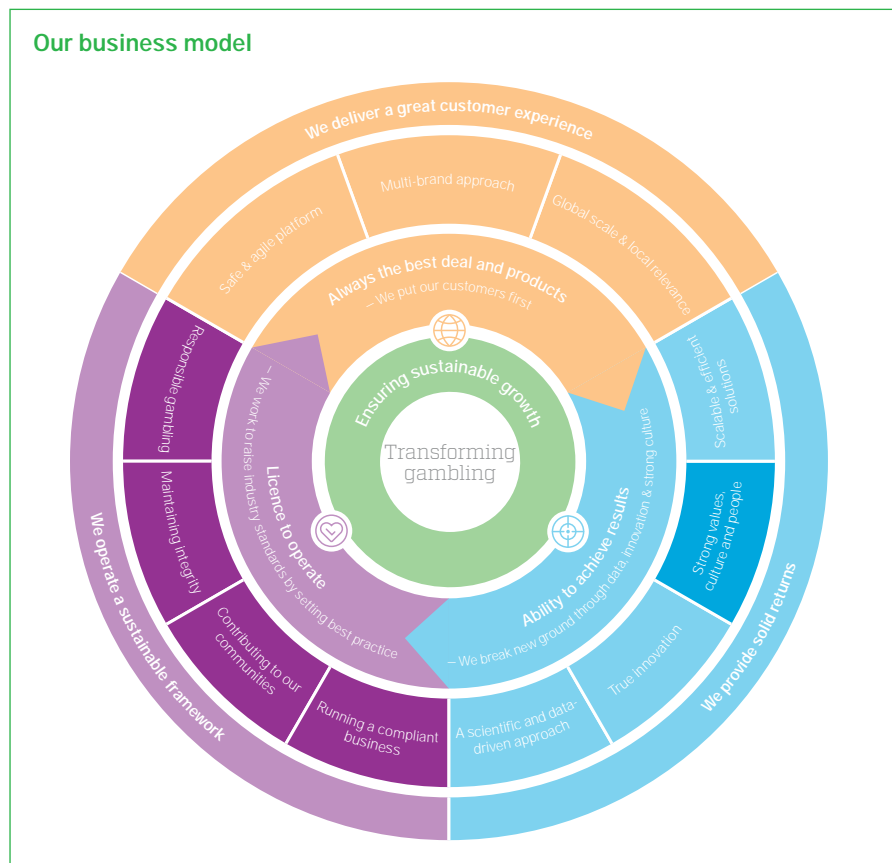 Our business model
We deliver a great customer experience
Safe & agile platform
Multi-brand approach
Global scale & local relevance
Always the best deal and products
– We put our customers first
Ensuring sustainable growth
Transforming
gambling
Scalable & efficient
solutions
Strong values,
culture and people
True innovation
A scientific and data-
driven approach
Ability to achieve results
– We break new ground through data, innovation & strong culture
We provide solid returns
Responsible gambling
Maintaining integrity
Contributing to our
communities
Running a compliant
business
Licence to operate
– We work to raise industry standards by setting best practice
We operate a sustainable framework